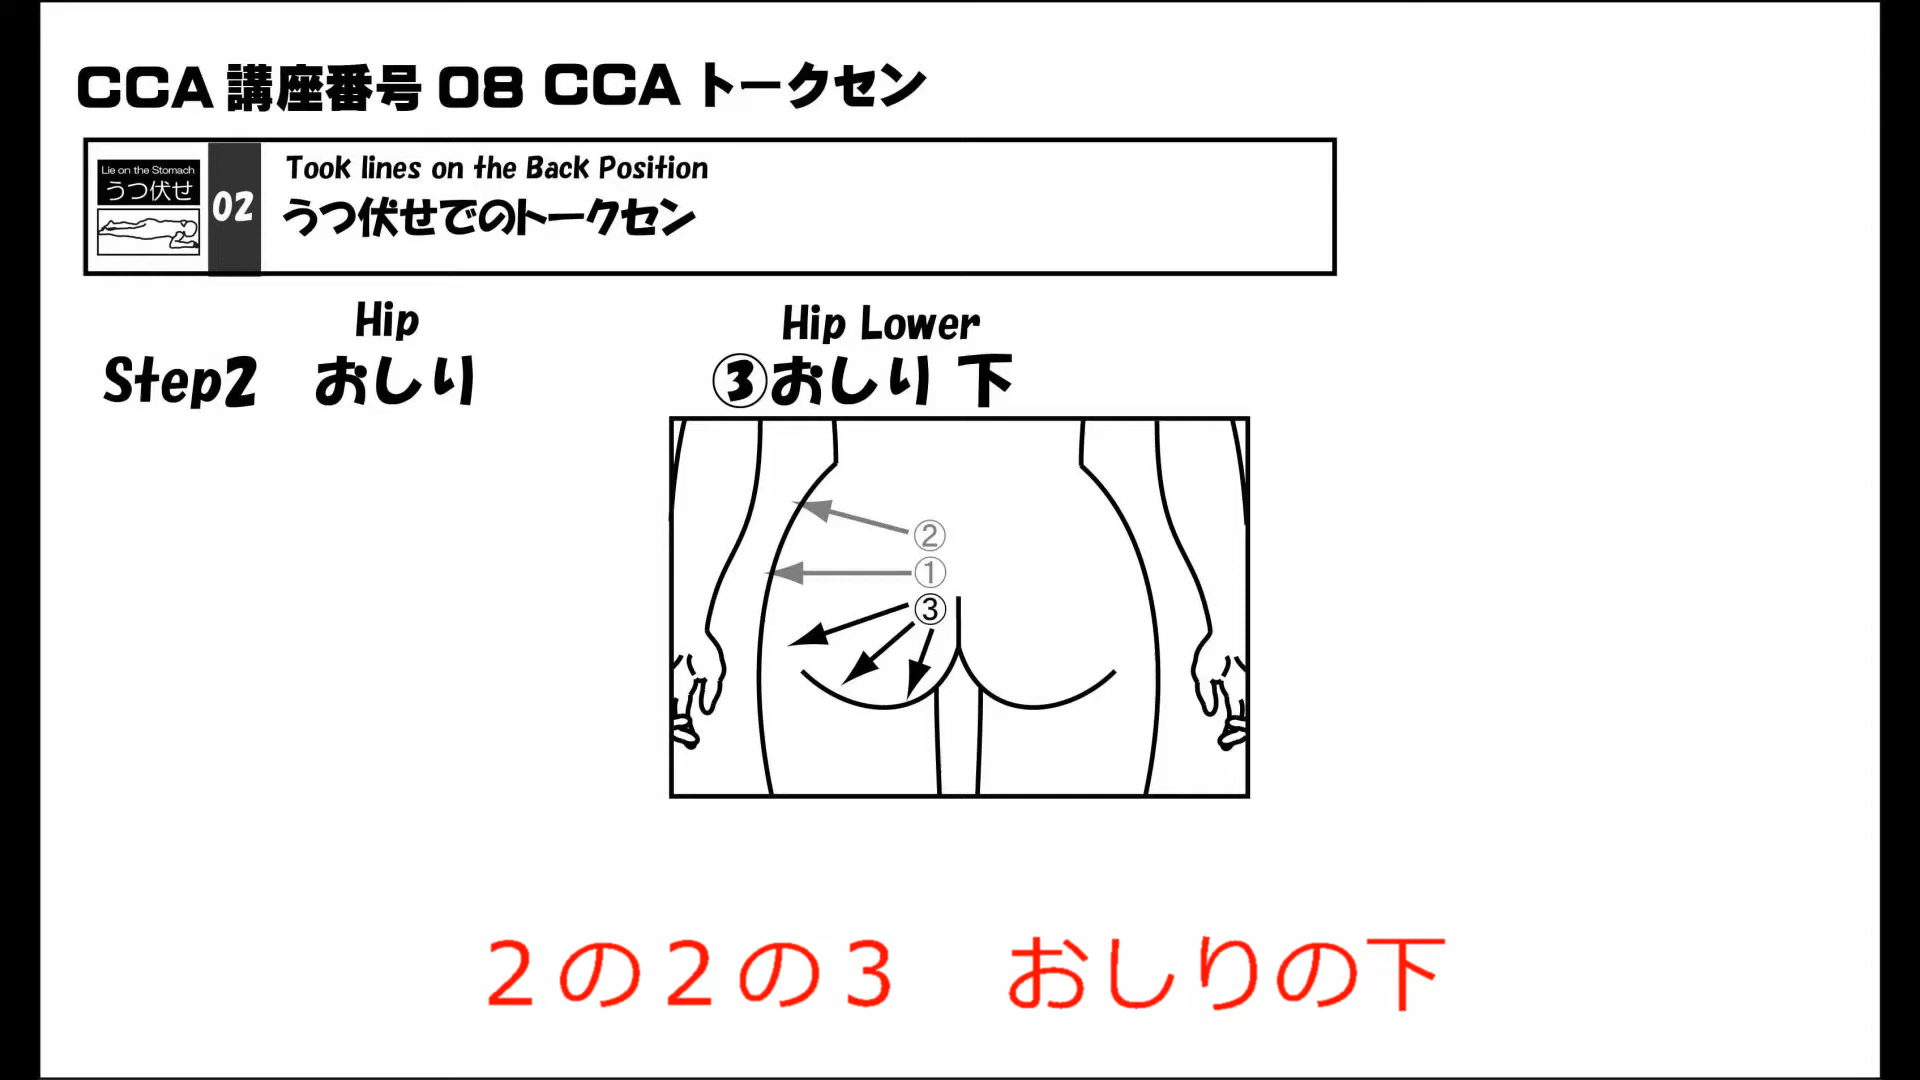 CCA 講座番号 08 CCA トークセン
Lie on the Stomach
うつ伏せ
02
Took lines on the Back Position
うつ伏せでのトークセン
Hip
Step2 おしり
Hip Lower
③おしり 下
②
①
③
２の２の３　おしりの下